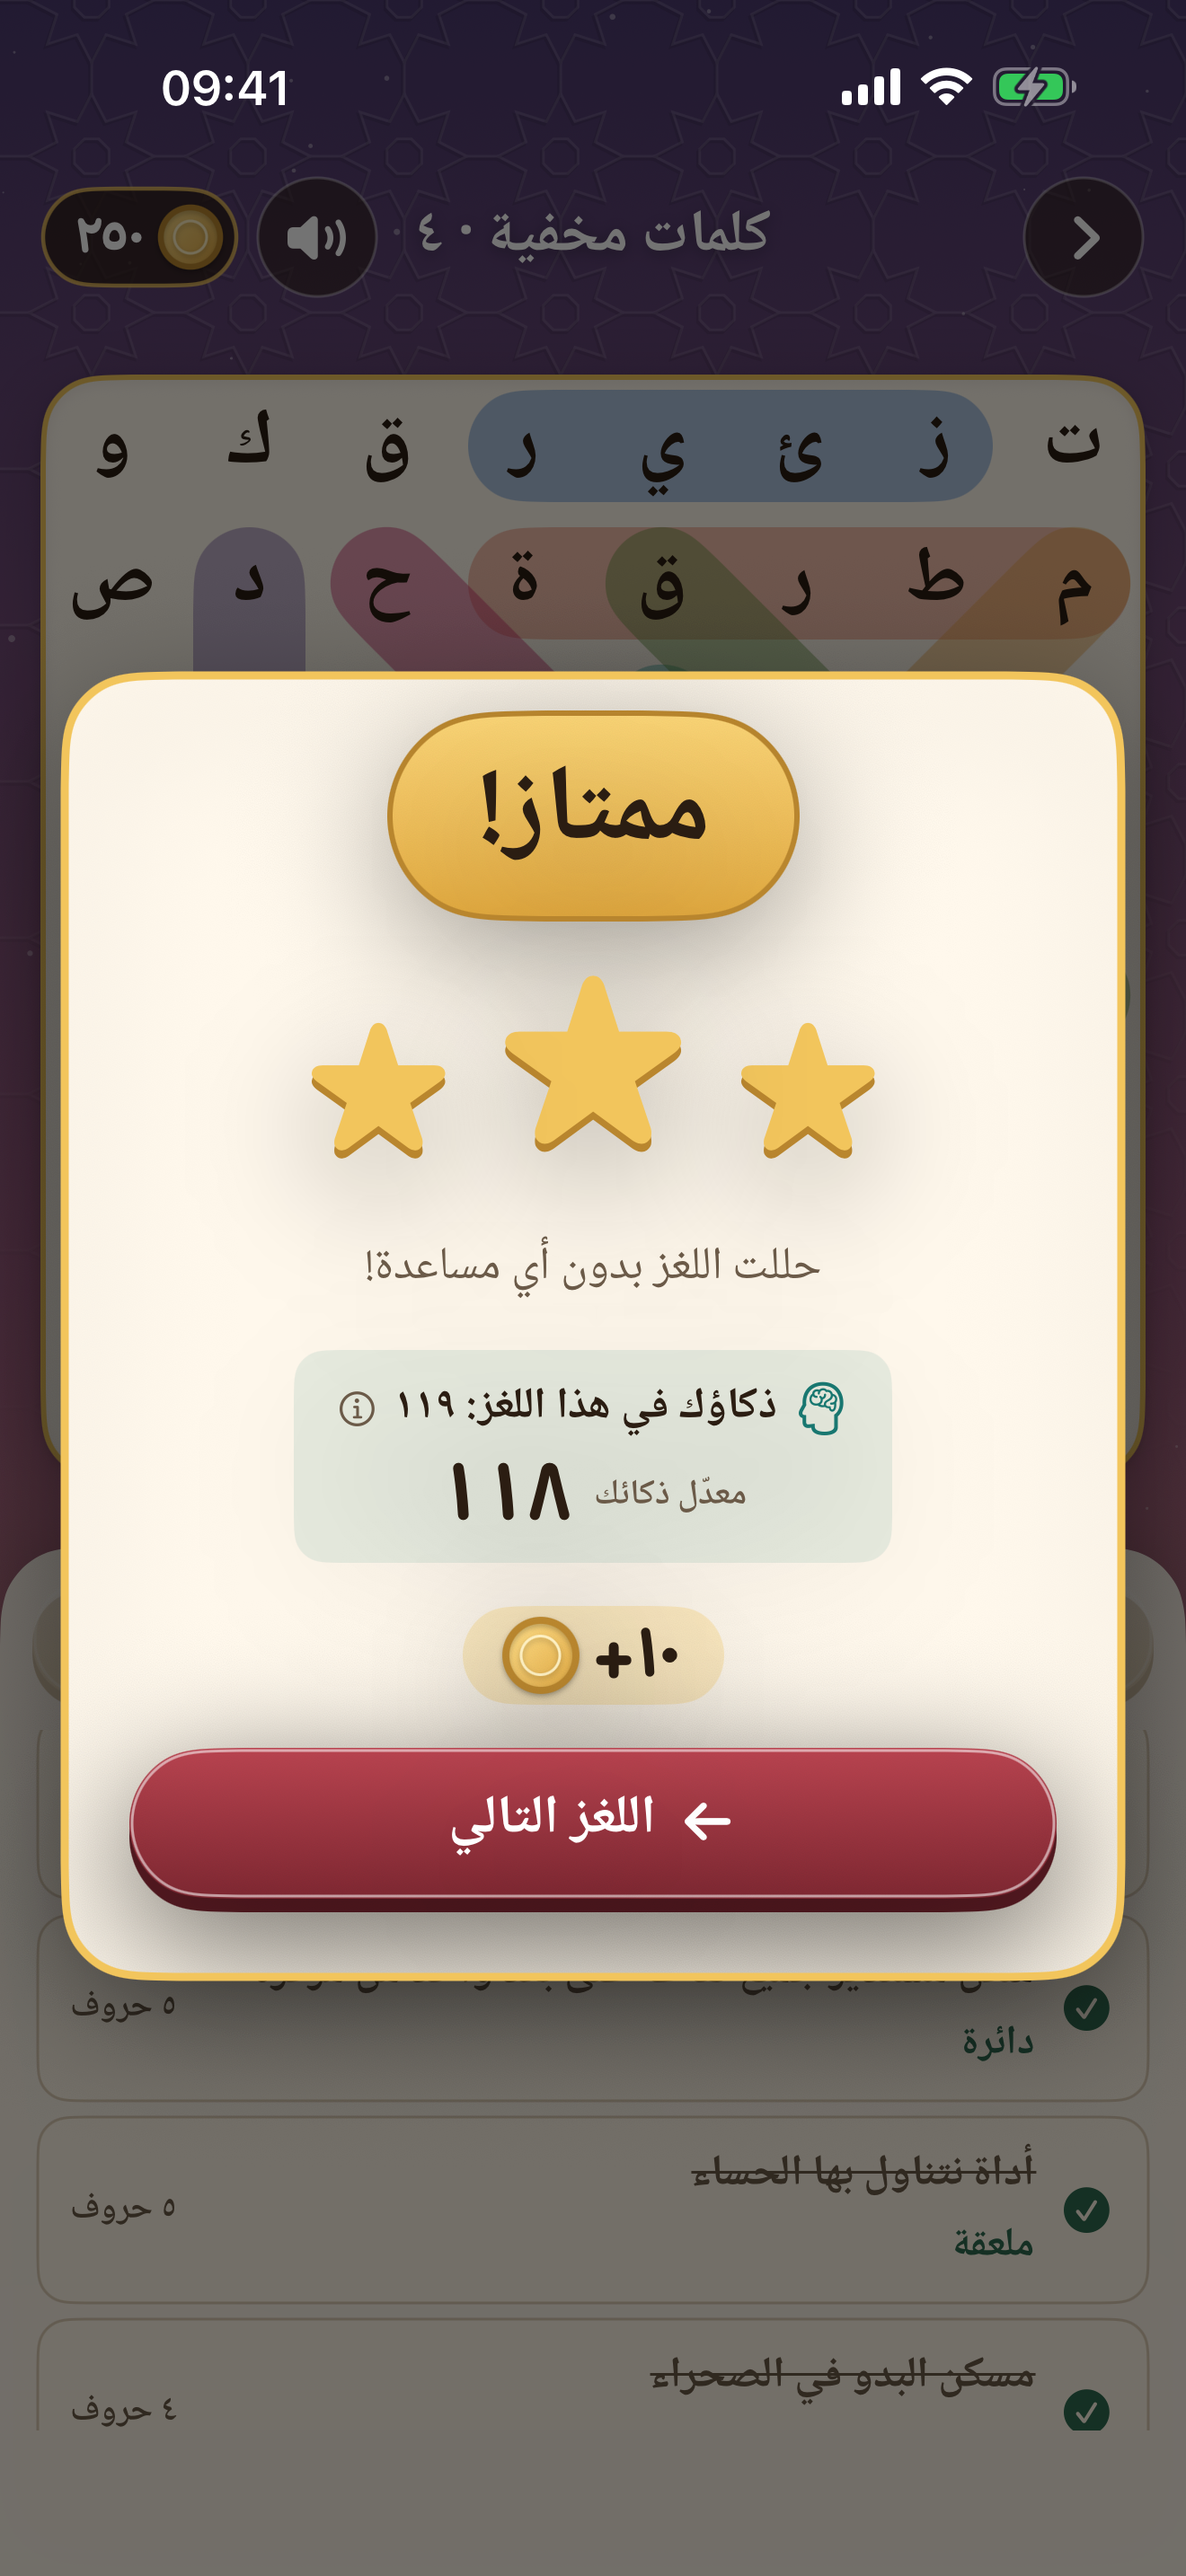 09:41
كلمات مخفية · ٤
٢٥٠
ت ز ئ ي ر ق ك و
م ط ر ق ة ح د ص
ممتاز!
حللت اللغز بدون أي مساعدة!
ذكاؤك في هذا اللغز: ١١٩
معدّل ذكائك ١١٨
+١٠
اللغز التالي
٥ حروف
دائرة
أداة نتناول بها الحساء
٥ حروف
ملعقة
مسكن البدو في الصحراء
٤ حروف